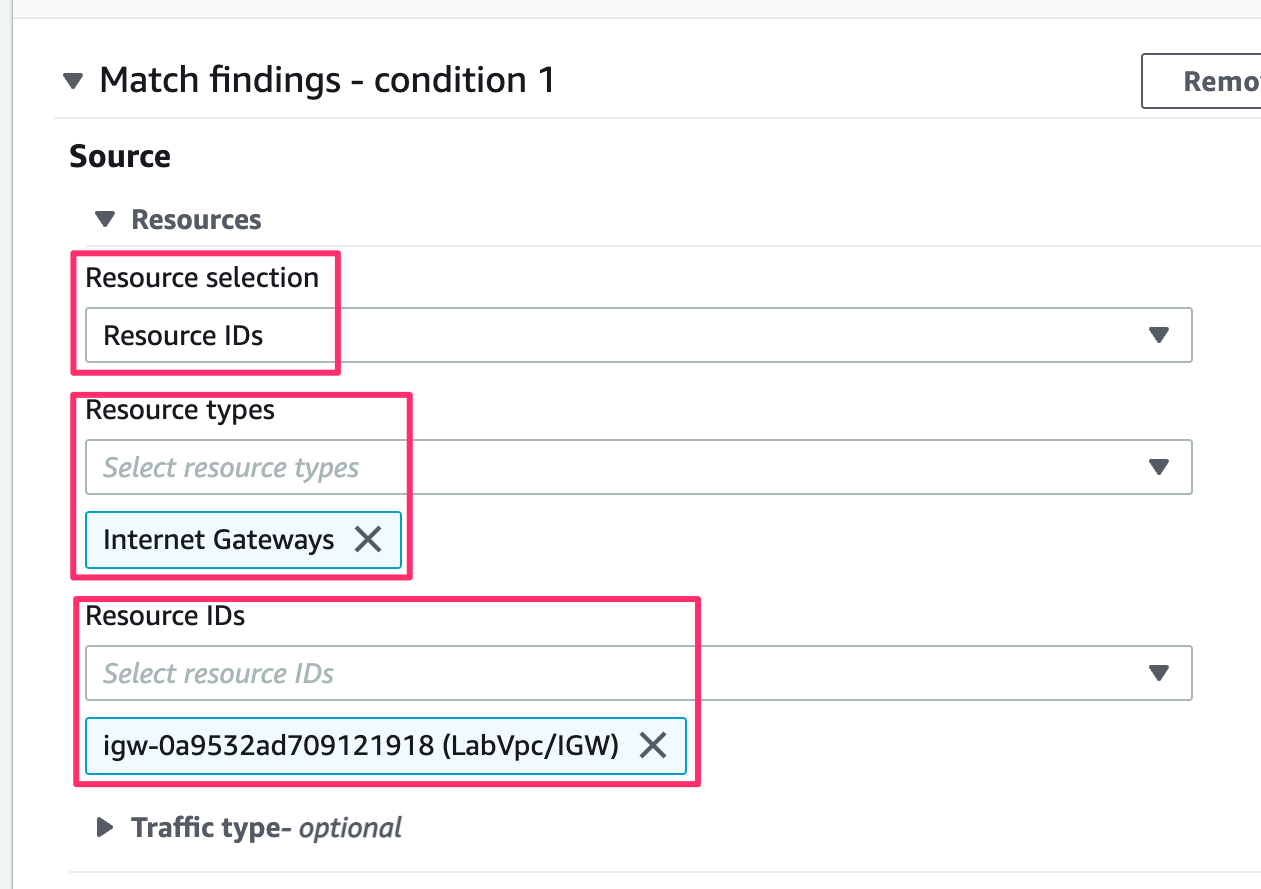 Match findings - condition 1
Source
Resources
Resource selection
Resource IDs
Resource types
Select resource types
Internet Gateways
Resource IDs
Select resource IDs
igw-0a9532ad709121918 (LabVpc/IGW)
Traffic type- optional